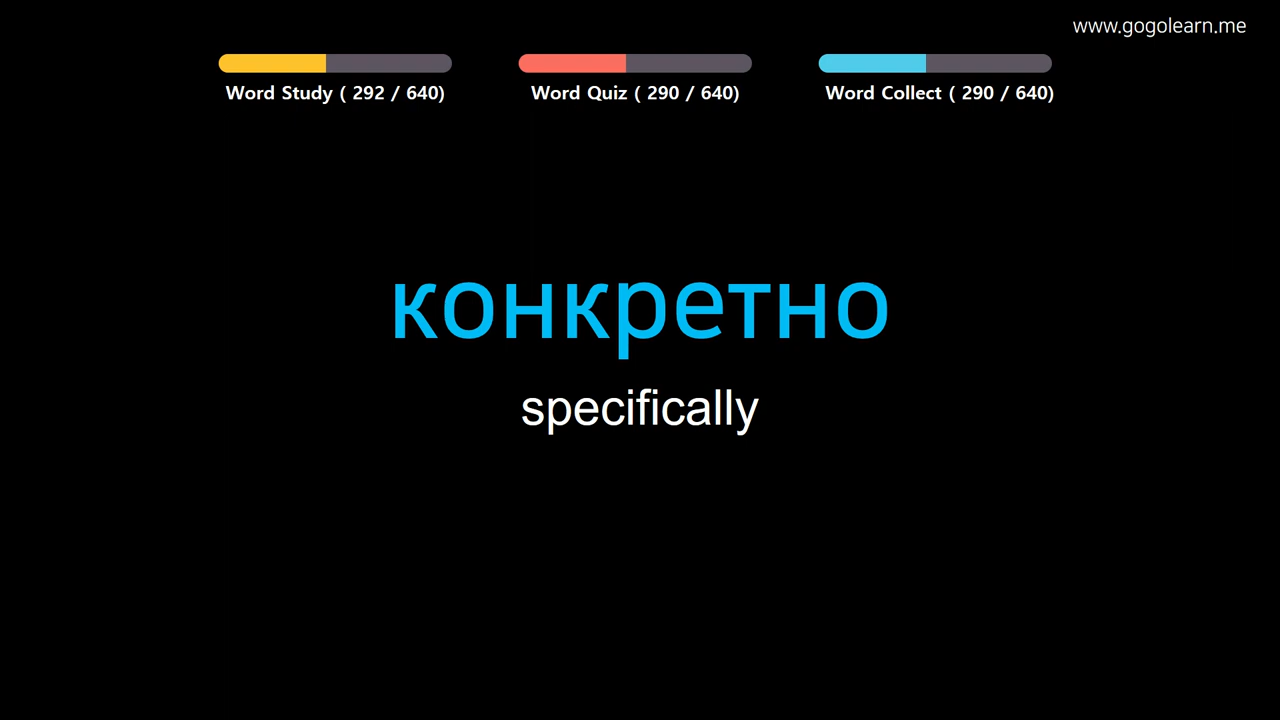 www.gogolearn.me
Word Study ( 292 / 640)
Word Quiz ( 290 / 640)
Word Collect ( 290 / 640)
конкретно
specifically